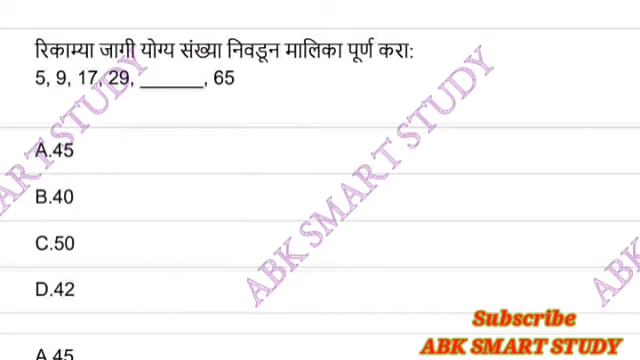 रिकाम्या जागी योग्य संख्या निवडून मालिका पूर्ण करा:
5, 9, 17, 29, ______, 65
A.45
B.40
C.50
D.42
A.45
ABK SMART STUDY
Subscribe
ABK SMART STUDY